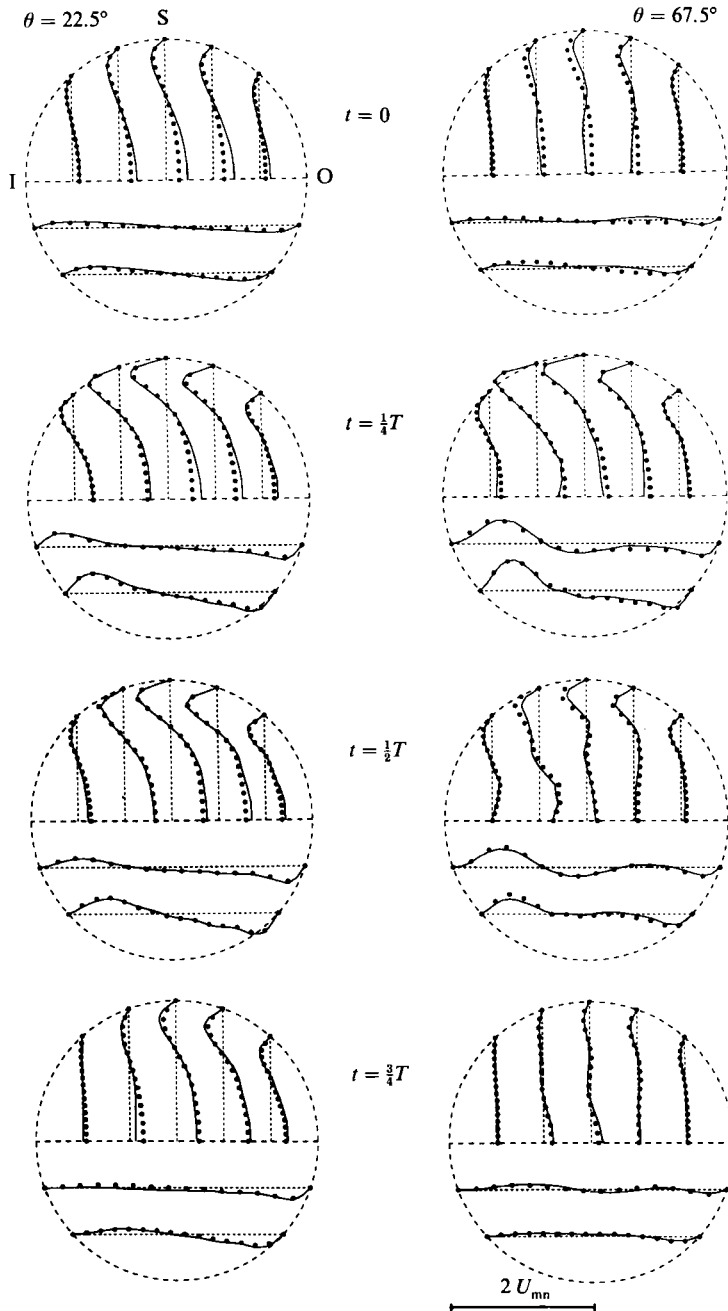 θ = 22.5° S θ = 67.5°
t = 0
I O
t = ¼T
t = ½T
t = ¾T
2 U_mn